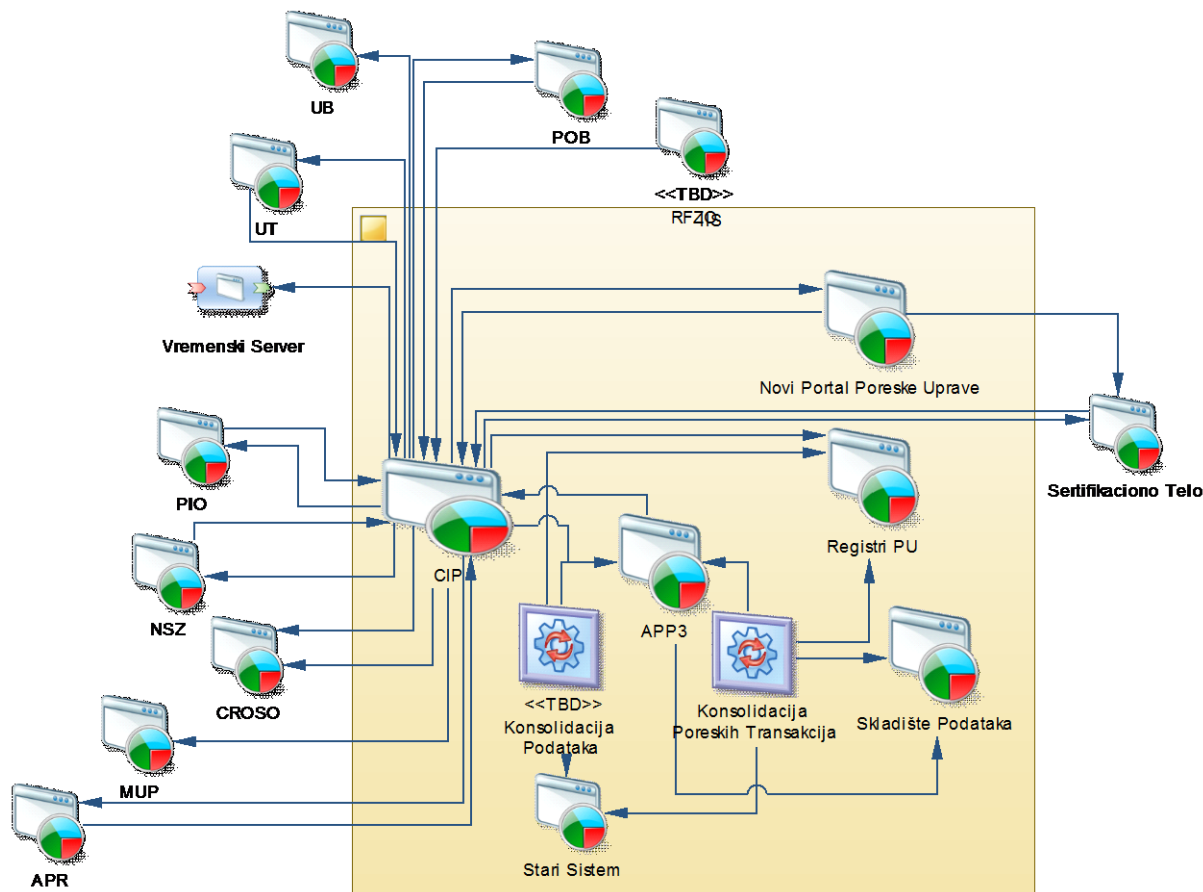 UB
POB
<<TBD>>
RFZO
UT
Vremenski Server
Novi Portal Poreske Uprave
PIO
Sertifikaciono Telo
Registri PU
CIP
NSZ
APP3
CROSO
<<TBD>>
Konsolidacija
Podataka
Konsolidacija
Poreskih Transakcija
Skladište Podataka
MUP
Stari Sistem
APR